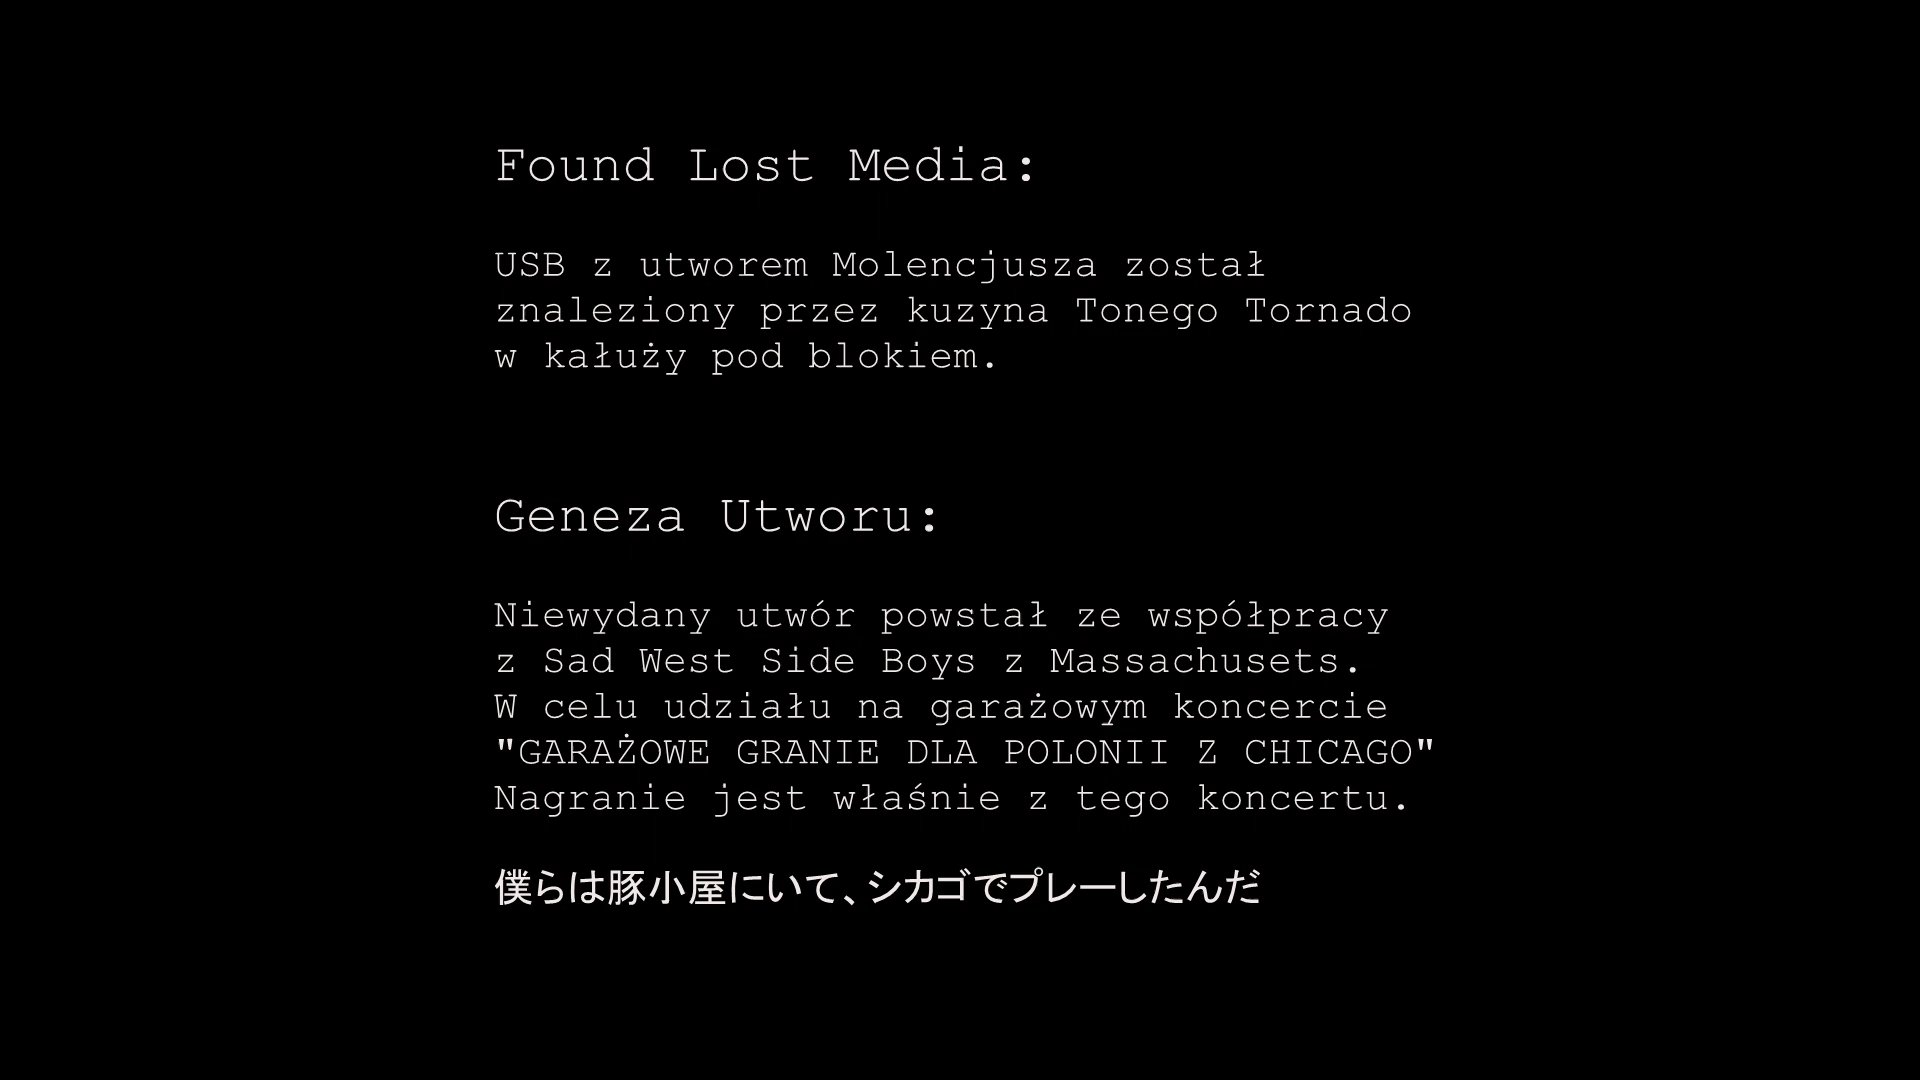 Found Lost Media:
USB z utworem Molencjusza został
znaleziony przez kuzyna Tonego Tornado
w kałuży pod blokiem.
Geneza Utworu:
Niewydany utwór powstał ze współpracy
z Sad West Side Boys z Massachusets.
W celu udziału na garażowym koncercie
"GARAŻOWE GRANIE DLA POLONII Z CHICAGO"
Nagranie jest właśnie z tego koncertu.
僕らは豚小屋にいて、シカゴでプレーしたんだ